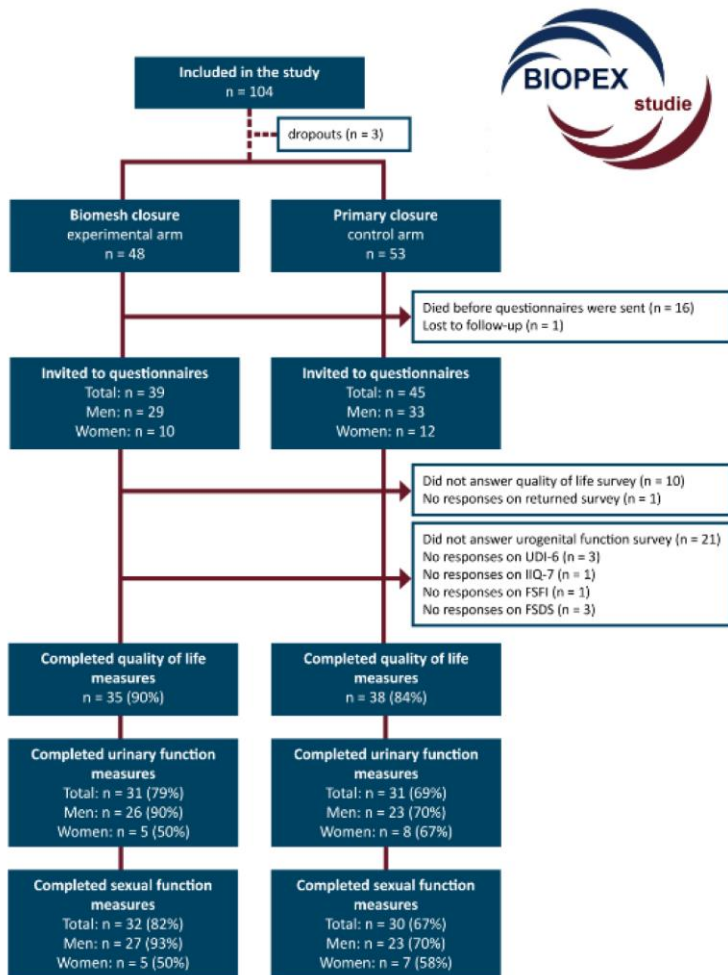 Included in the study
n = 104
BIOPEX
studie
dropouts (n = 3)
Biomesh closure
experimental arm
n = 48
Primary closure
control arm
n = 53
Died before questionnaires were sent (n = 16)
Lost to follow-up (n = 1)
Invited to questionnaires
Total: n = 39
Men: n = 29
Women: n = 10
Invited to questionnaires
Total: n = 45
Men: n = 33
Women: n = 12
Did not answer quality of life survey (n = 10)
No responses on returned survey (n = 1)
Did not answer urogenital function survey (n = 21)
No responses on UDI-6 (n = 3)
No responses on IIQ-7 (n = 1)
No responses on FSFI (n = 1)
No responses on FSDS (n = 3)
Completed quality of life
measures
n = 35 (90%)
Completed quality of life
measures
n = 38 (84%)
Completed urinary function
measures
Total: n = 31 (79%)
Men: n = 26 (90%)
Women: n = 5 (50%)
Completed urinary function
measures
Total: n = 31 (69%)
Men: n = 23 (70%)
Women: n = 8 (67%)
Completed sexual function
measures
Total: n = 32 (82%)
Men: n = 27 (93%)
Women: n = 5 (50%)
Completed sexual function
measures
Total: n = 30 (67%)
Men: n = 23 (70%)
Women: n = 7 (58%)